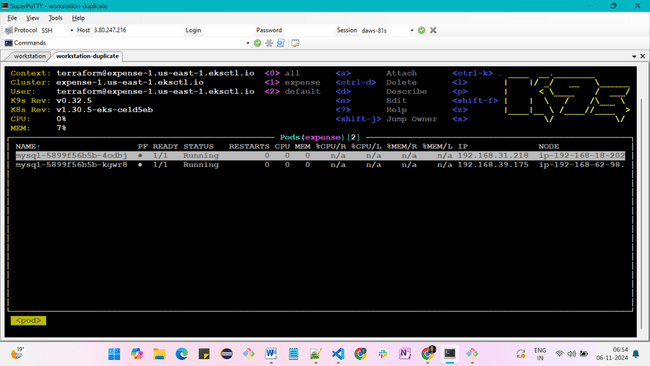 SuperPuTTY - workstation-duplicate
File View Tools Help
Protocol SSH Host 3.80.247.216 Login Password Session daws-81s
Commands
workstation workstation-duplicate
Context: terraform@expense-1.us-east-1.eksctl.io <0> all <a> Attach <ctrl-k>
Cluster: expense-1.us-east-1.eksctl.io <1> expense <ctrl-d> Delete <l>
User: terraform@expense-1.us-east-1.eksctl.io <2> default <d> Describe <p>
K9s Rev: v0.32.5 <e> Edit <shift-f>
K8s Rev: v1.30.5-eks-ce1d5eb <?> Help <z>
CPU: 0% <shift-j> Jump Owner <s>
MEM: 7%
Pods(expense)[2]
NAME↑ PF READY STATUS RESTARTS CPU MEM %CPU/R %CPU/L %MEM/R %MEM/L IP NODE
mysql-5899f56b5b-4cdbj ● 1/1 Running 0 0 0 n/a n/a n/a n/a 192.168.31.218 ip-192-168-18-202
mysql-5899f56b5b-kgwr8 ● 1/1 Running 0 0 0 n/a n/a n/a n/a 192.168.39.175 ip-192-168-62-98.
<pod>
19°
ENG
IN
06:54
06-11-2024